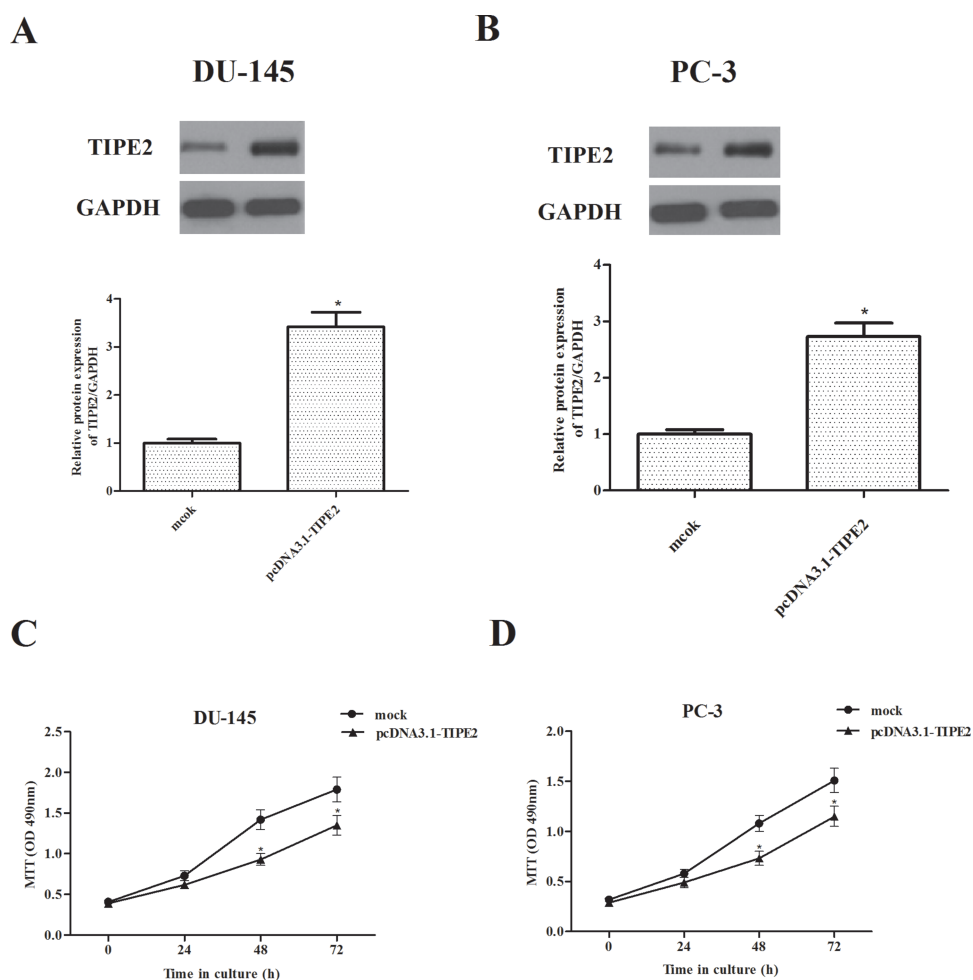 A
DU-145
TIPE2
GAPDH
Relative protein expression
of TIPE2/GAPDH
4
3
2
1
0
*
mcok
pcDNA3.1-TIPE2
B
PC-3
TIPE2
GAPDH
Relative protein expression
of TIPE2/GAPDH
4
3
2
1
0
*
mcok
pcDNA3.1-TIPE2
C
DU-145
mock
pcDNA3.1-TIPE2
MTT (OD 490nm)
2.5
2.0
1.5
1.0
0.5
0.0
*
*
0 24 48 72
Time in culture (h)
D
PC-3
mock
pcDNA3.1-TIPE2
MTT (OD 490nm)
2.0
1.5
1.0
0.5
0.0
*
*
0 24 48 72
Time in culture (h)